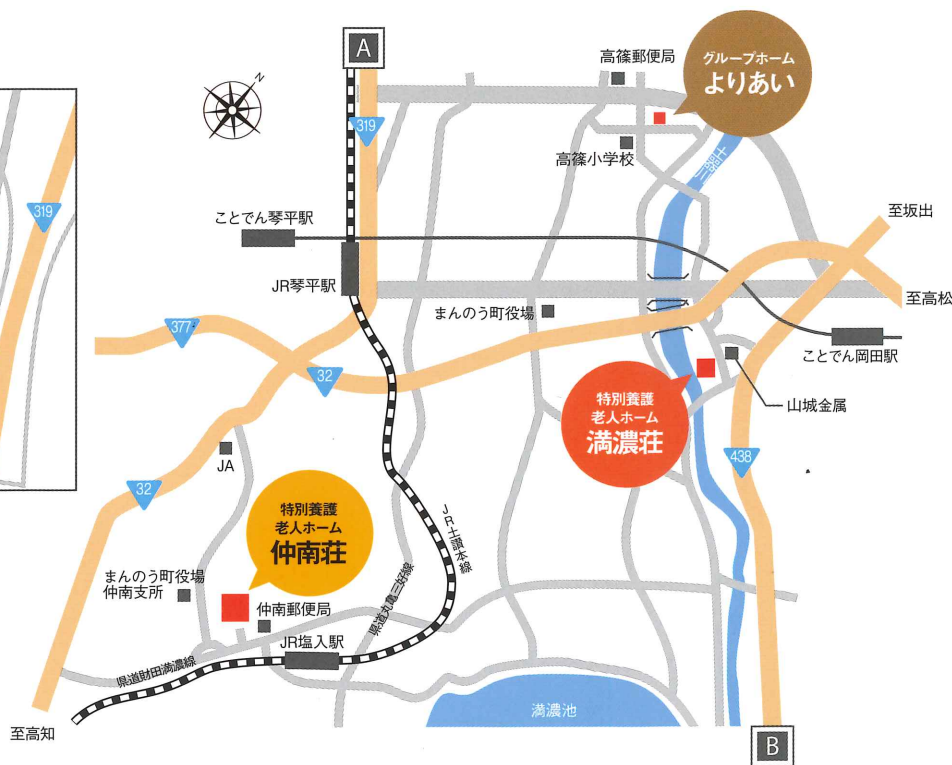 A
N
高篠郵便局
グループホーム
よりあい
319
高篠小学校
土器川
319
ことでん琴平駅
至坂出
JR琴平駅
至高松
まんのう町役場
377
ことでん岡田駅
32
特別養護
老人ホーム
満濃荘
山城金属
JA
438
32
特別養護
老人ホーム
仲南荘
JR土讃本線
まんのう町役場
仲南支所
県道丸亀三好線
仲南郵便局
JR塩入駅
県道財田満濃線
満濃池
至高知
B